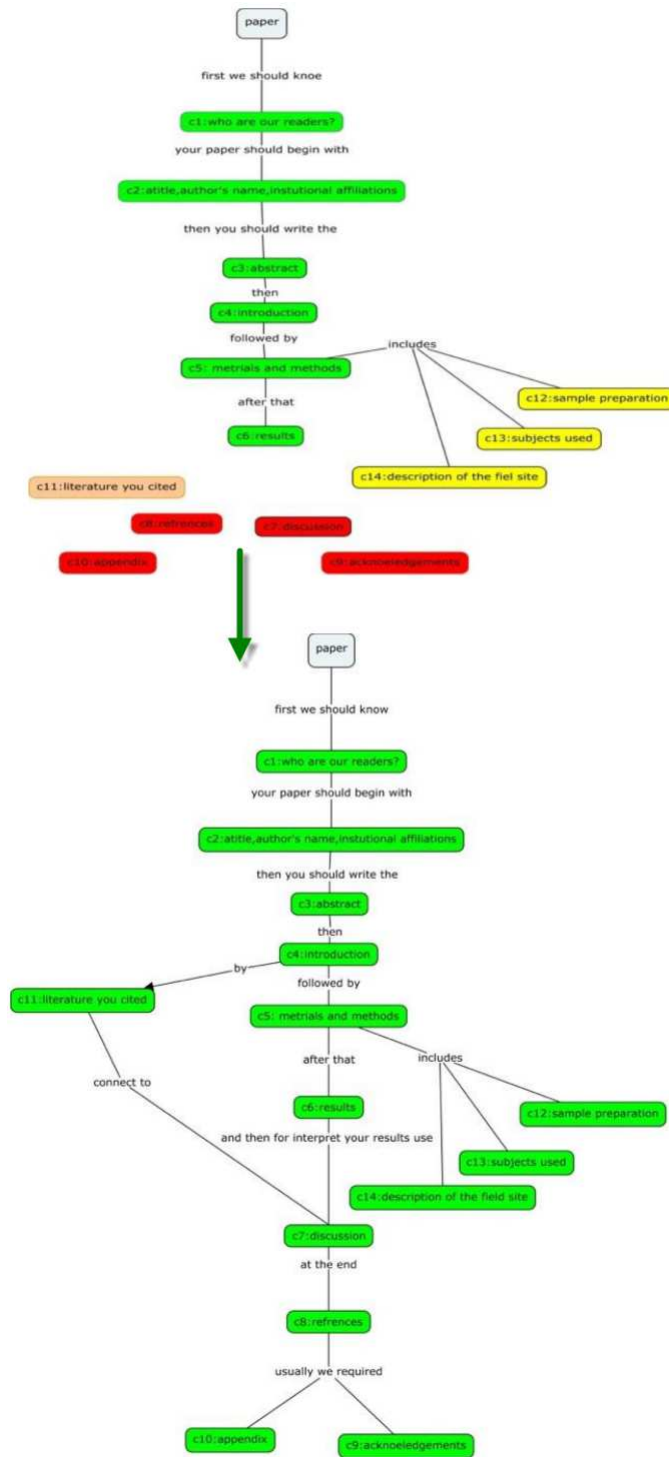 paper
first we should knoe
c1:who are our readers?
your paper should begin with
c2:atitle,author's name,instutional affiliations
then you should write the
c3:abstract
then
c4:introduction
followed by
includes
c5: metrials and methods
c12:sample preparation
after that
c6:results
c13:subjects used
c14:description of the fiel site
c11:literature you cited
c8:refrences
c7:discussion
c10:appendix
c9:acknoeledgements
paper
first we should know
c1:who are our readers?
your paper should begin with
c2:atitle,author's name,instutional affiliations
then you should write the
c3:abstract
then
c4:introduction
by
followed by
c11:literature you cited
c5: metrials and methods
includes
after that
connect to
c6:results
c12:sample preparation
and then for interpret your results use
c13:subjects used
c14:description of the field site
c7:discussion
at the end
c8:refrences
usually we required
c10:appendix
c9:acknoeledgements